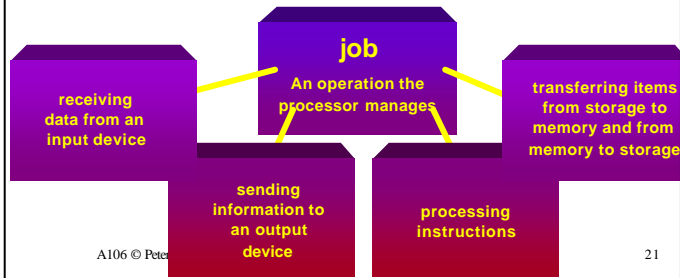 job
An operation the
processor manages
receiving
data from an
input device
transferring items
from storage to
memory and from
memory to storage
sending
information to
an output
device
processing
instructions
A106 © Peter
21